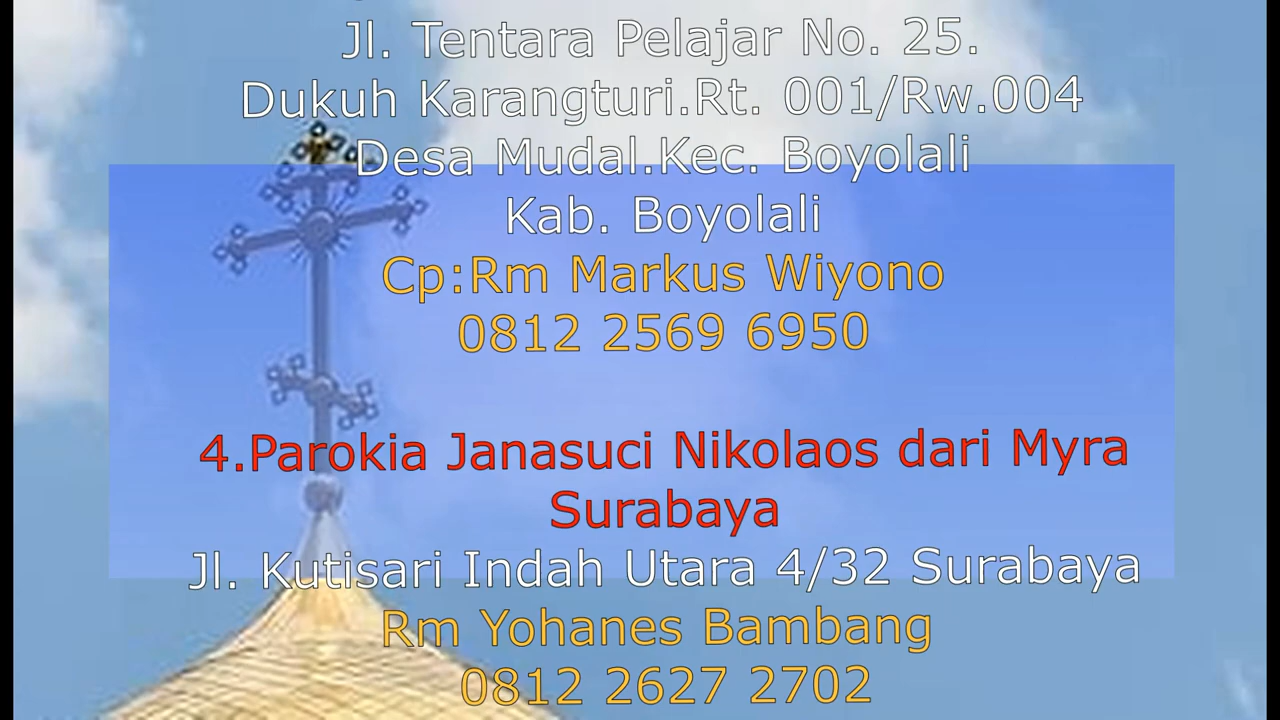 Jl. Tentara Pelajar No. 25.
Dukuh Karangturi.Rt. 001/Rw.004
Desa Mudal.Kec. Boyolali
Kab. Boyolali
Cp:Rm Markus Wiyono
0812 2569 6950
4.Parokia Janasuci Nikolaos dari Myra
Surabaya
Jl. Kutisari Indah Utara 4/32 Surabaya
Rm Yohanes Bambang
0812 2627 2702